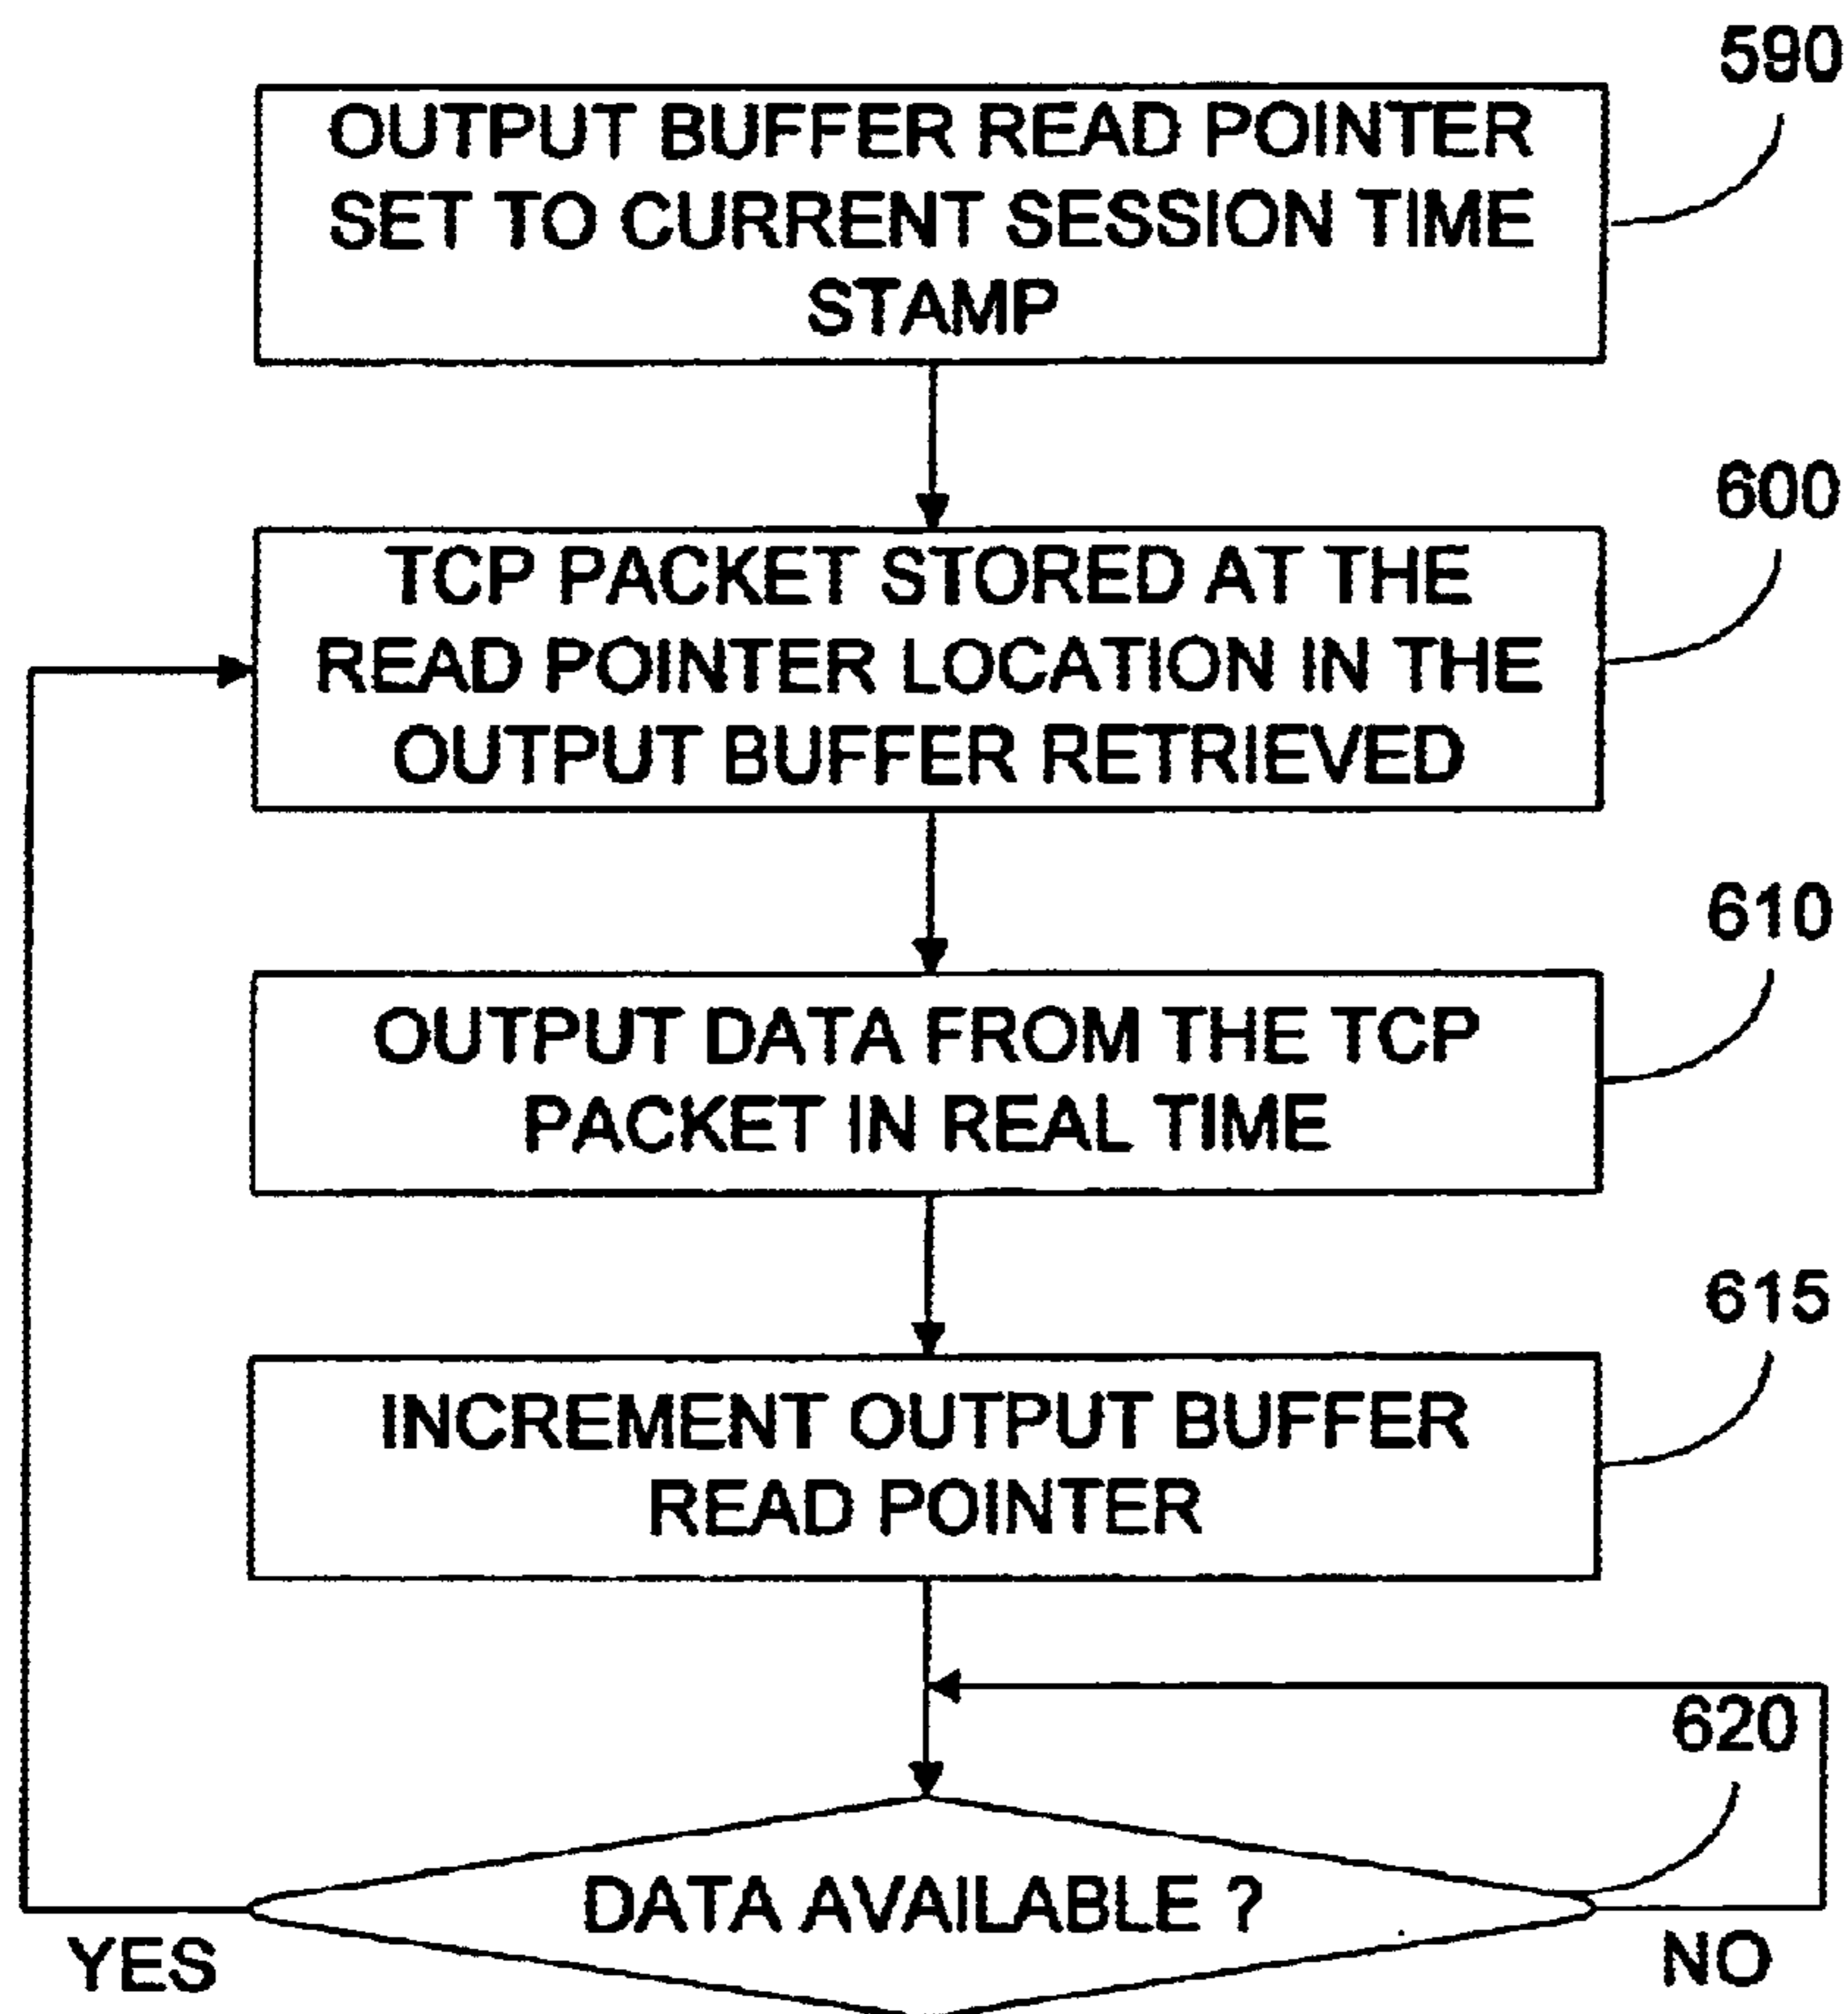 590
OUTPUT BUFFER READ POINTER
SET TO CURRENT SESSION TIME
STAMP
600
TCP PACKET STORED AT THE
READ POINTER LOCATION IN THE
OUTPUT BUFFER RETRIEVED
610
OUTPUT DATA FROM THE TCP
PACKET IN REAL TIME
615
INCREMENT OUTPUT BUFFER
READ POINTER
620
DATA AVAILABLE ?
YES
NO